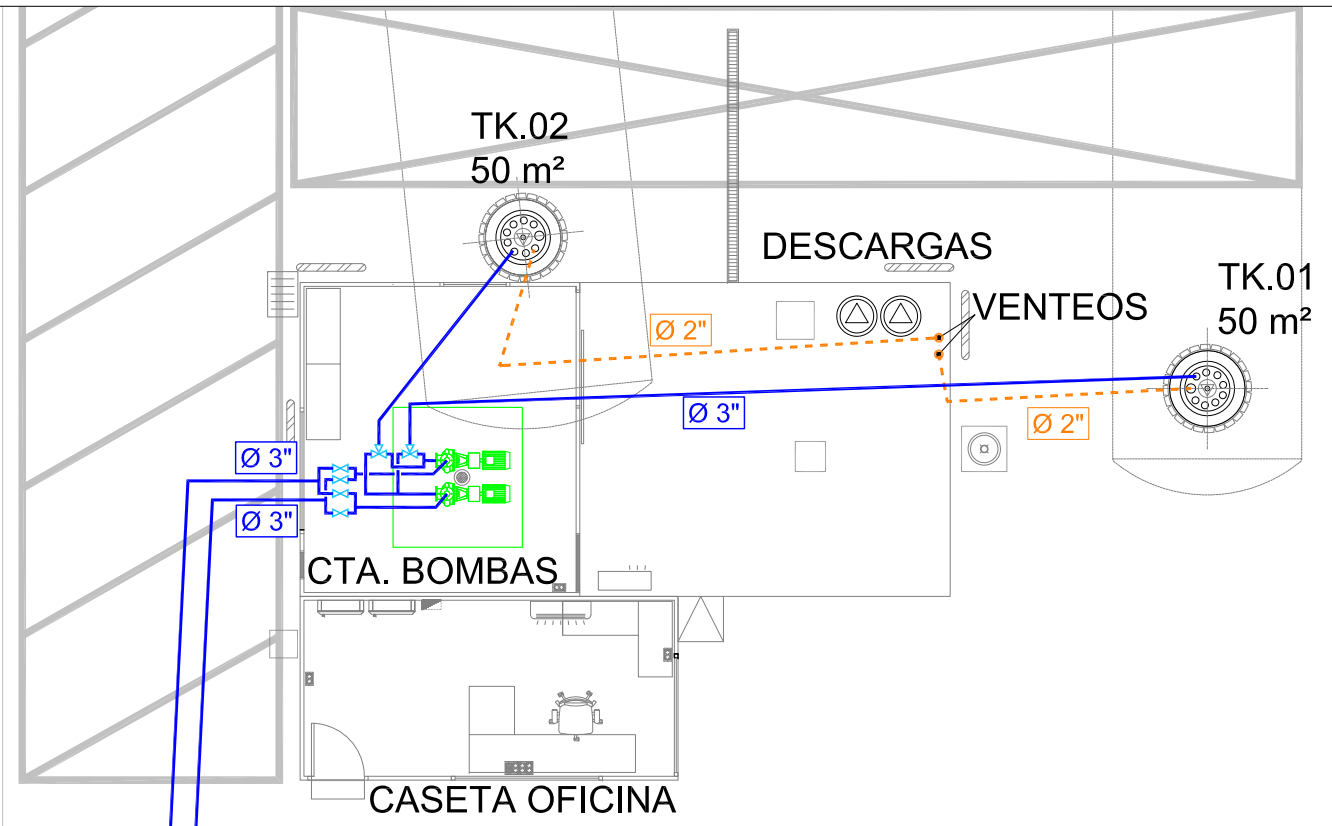 TK.02
50 m²
DESCARGAS
TK.01
50 m²
VENTEOS
Ø 2"
Ø 3"
Ø 2"
Ø 3"
Ø 3"
CTA. BOMBAS
CASETA OFICINA